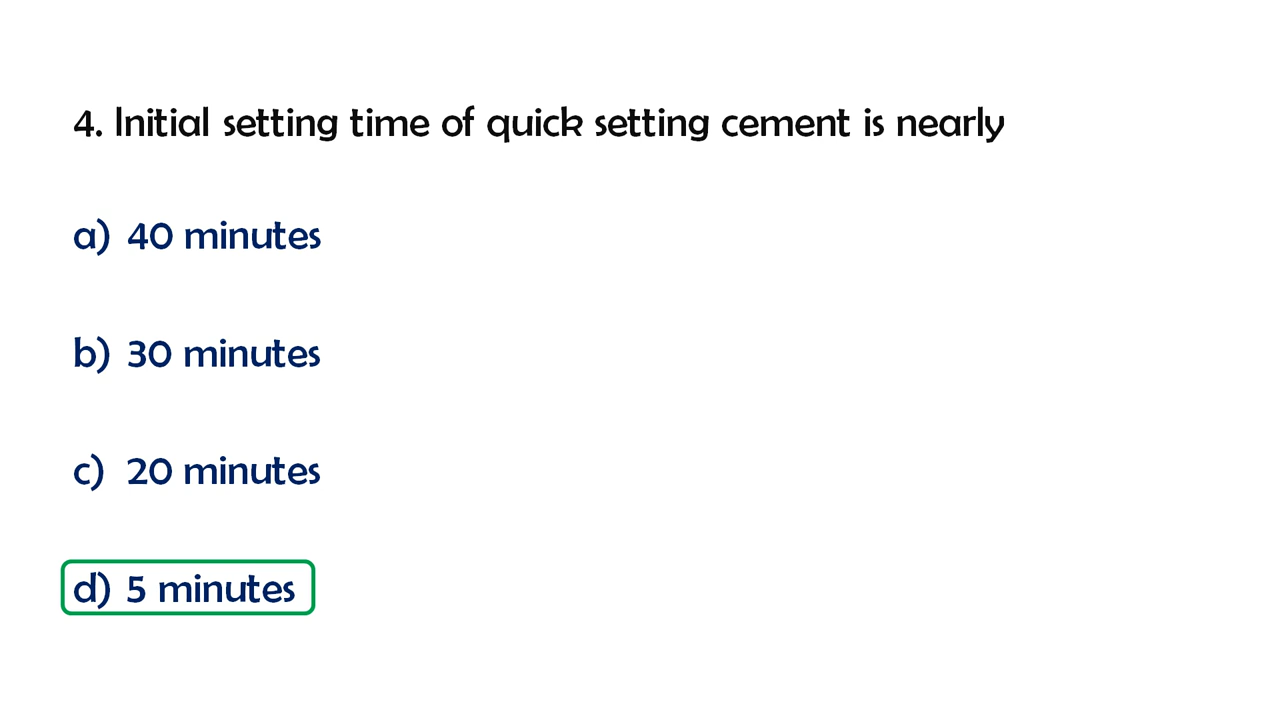 4. Initial setting time of quick setting cement is nearly
a) 40 minutes
b) 30 minutes
c) 20 minutes
d) 5 minutes